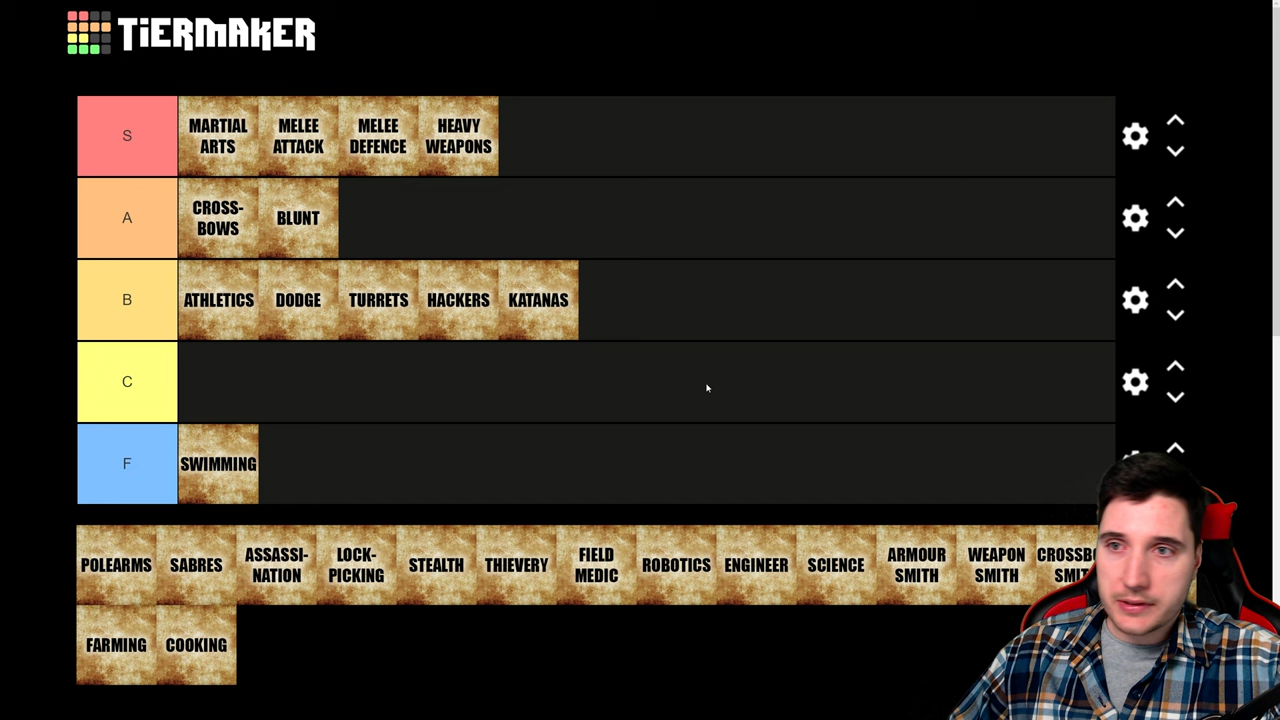 TIERMAKER
S
MARTIAL
ARTS
MELEE
ATTACK
MELEE
DEFENCE
HEAVY
WEAPONS
A
CROSS-
BOWS
BLUNT
B
ATHLETICS
DODGE
TURRETS
HACKERS
KATANAS
C
F
SWIMMING
POLEARMS
SABRES
ASSASSI-
NATION
LOCK-
PICKING
STEALTH
THIEVERY
FIELD
MEDIC
ROBOTICS
ENGINEER
SCIENCE
ARMOUR
SMITH
WEAPON
SMITH
FARMING
COOKING